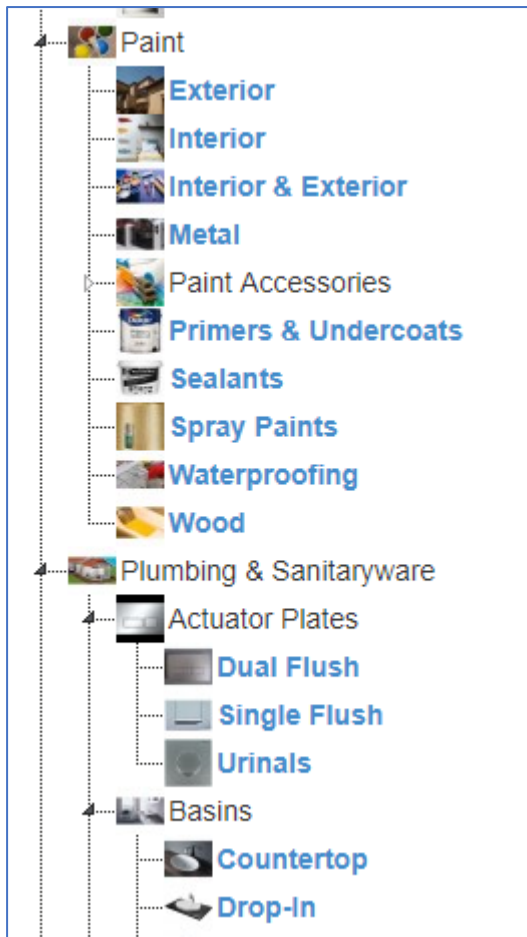 Paint
Exterior
Interior
Interior & Exterior
Metal
Paint Accessories
Primers & Undercoats
Sealants
Spray Paints
Waterproofing
Wood
Plumbing & Sanitaryware
Actuator Plates
Dual Flush
Single Flush
Urinals
Basins
Countertop
Drop-In